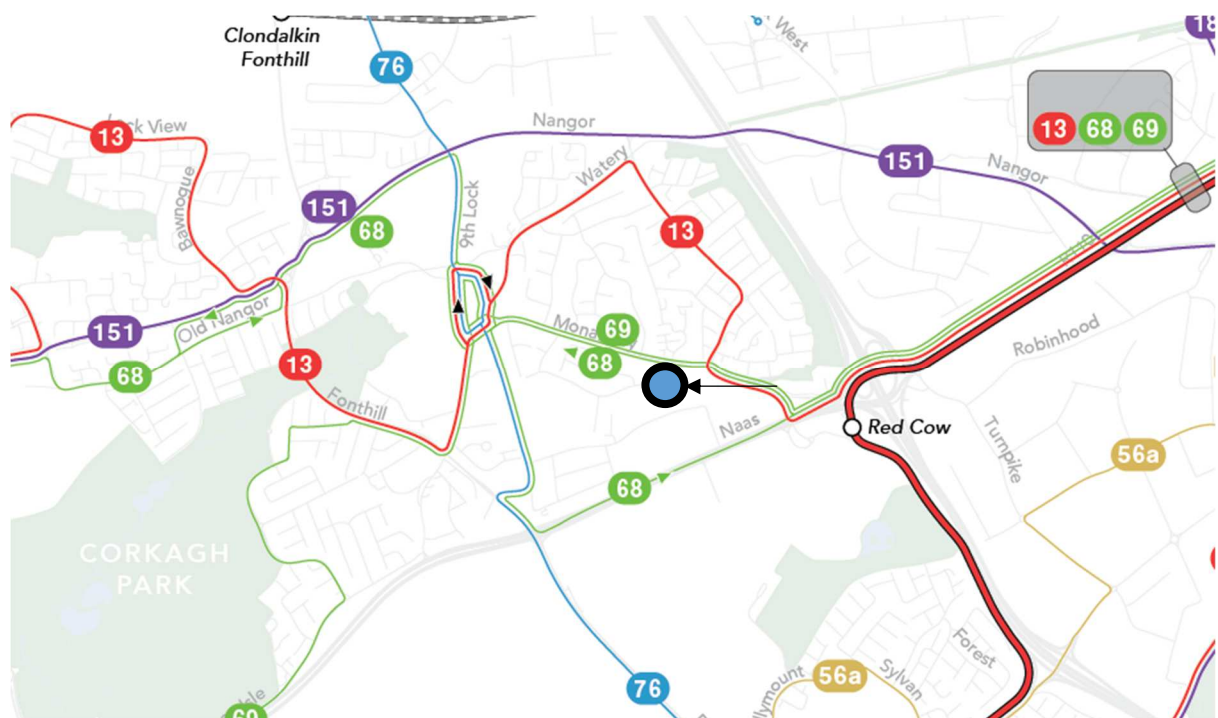 Clondalkin
Fonthill
76
West
18
13
Lock View
Nangor
13 68 69
Bawnogue
151
68
9th Lock
Watery
13
151
Nangor
151
Old Nangor
68
13
Fonthill
69
68
Naas
Red Cow
Robinhood
Turnpike
56a
68
CORKAGH
PARK
76
56a
Sylvan
Forest
69